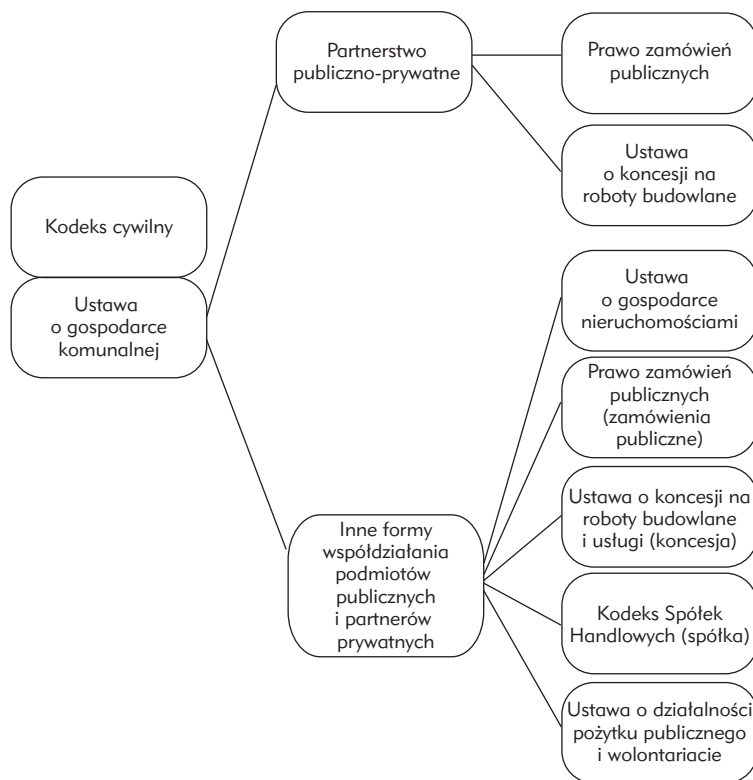 Partnerstwo
publiczno-prywatne
Prawo zamówień
publicznych
Ustawa
o koncesji na
roboty budowlane
Kodeks cywilny
Ustawa
o gospodarce
komunalnej
Ustawa
o gospodarce
nieruchomościami
Prawo zamówień
publicznych
(zamówienia
publiczne)
Ustawa o koncesji na
roboty budowlane
i usługi (koncesja)
Inne formy
współdziałania
podmiotów
publicznych
i partnerów
prywatnych
Kodeks Spółek
Handlowych (spółka)
Ustawa o działalności
pożytku publicznego
i wolontariacie